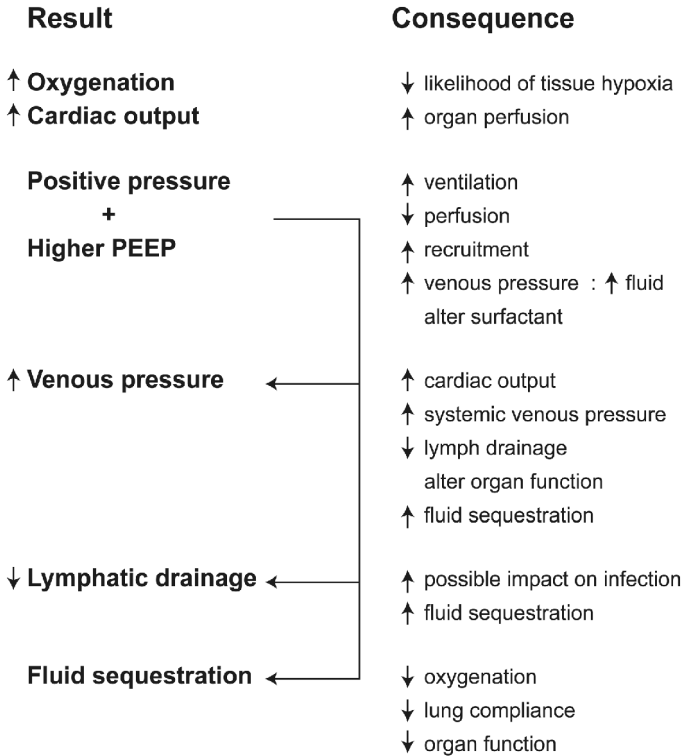 Result Consequence
↑ Oxygenation ↓ likelihood of tissue hypoxia
↑ Cardiac output ↑ organ perfusion
Positive pressure ↑ ventilation
+ ↓ perfusion
Higher PEEP ↑ recruitment
↑ venous pressure : ↑ fluid
alter surfactant
↑ Venous pressure ↑ cardiac output
↑ systemic venous pressure
↓ lymph drainage
alter organ function
↑ fluid sequestration
↓ Lymphatic drainage ↑ possible impact on infection
↑ fluid sequestration
Fluid sequestration ↓ oxygenation
↓ lung compliance
↓ organ function